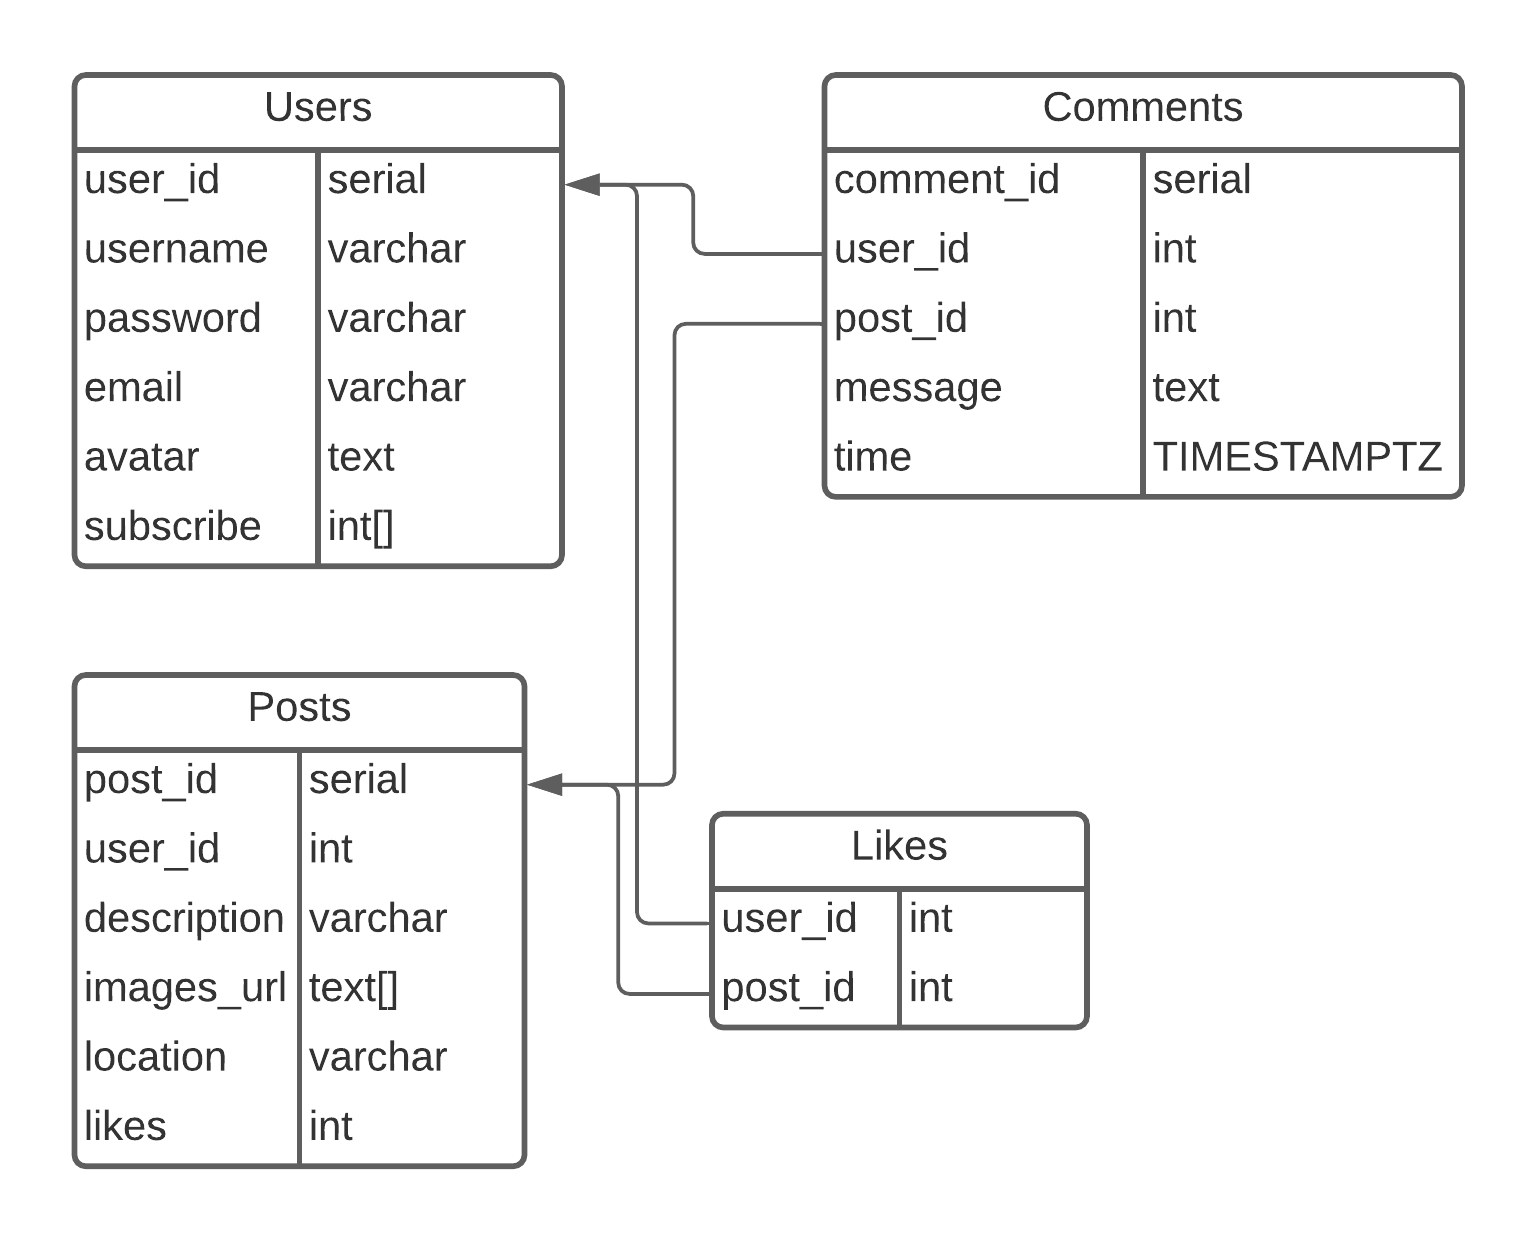 Users
user_id serial
username varchar
password varchar
email varchar
avatar text
subscribe int[]
Comments
comment_id serial
user_id int
post_id int
message text
time TIMESTAMPTZ
Posts
post_id serial
user_id int
description varchar
images_url text[]
location varchar
likes int
Likes
user_id int
post_id int